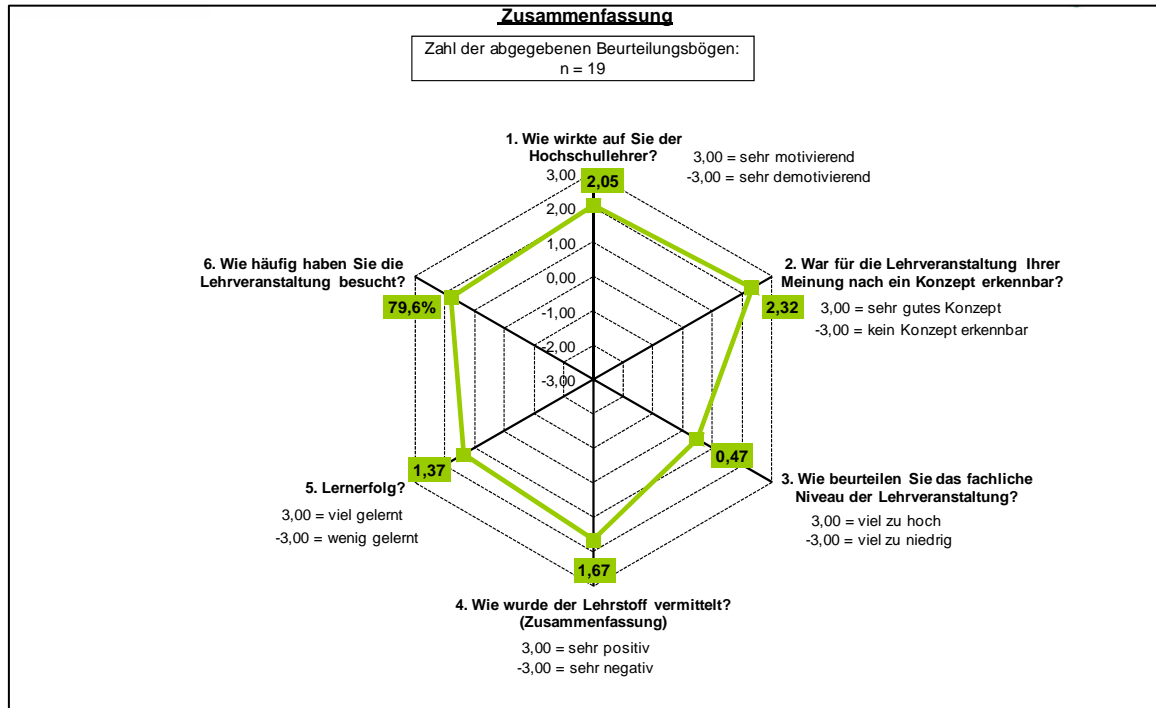 Zusammenfassung
Zahl der abgegebenen Beurteilungsbögen:
n = 19
1. Wie wirkte auf Sie der
Hochschullehrer?
3,00 = sehr motivierend
-3,00 = sehr demotivierend
2,05
3,00
2,00
1,00
0,00
-1,00
-2,00
-3,00
2. War für die Lehrveranstaltung Ihrer
Meinung nach ein Konzept erkennbar?
2,32
3,00 = sehr gutes Konzept
-3,00 = kein Konzept erkennbar
0,47
3. Wie beurteilen Sie das fachliche
Niveau der Lehrveranstaltung?
3,00 = viel zu hoch
-3,00 = viel zu niedrig
1,67
4. Wie wurde der Lehrstoff vermittelt?
(Zusammenfassung)
3,00 = sehr positiv
-3,00 = sehr negativ
1,37
5. Lernerfolg?
3,00 = viel gelernt
-3,00 = wenig gelernt
6. Wie häufig haben Sie die
Lehrveranstaltung besucht?
79,6%